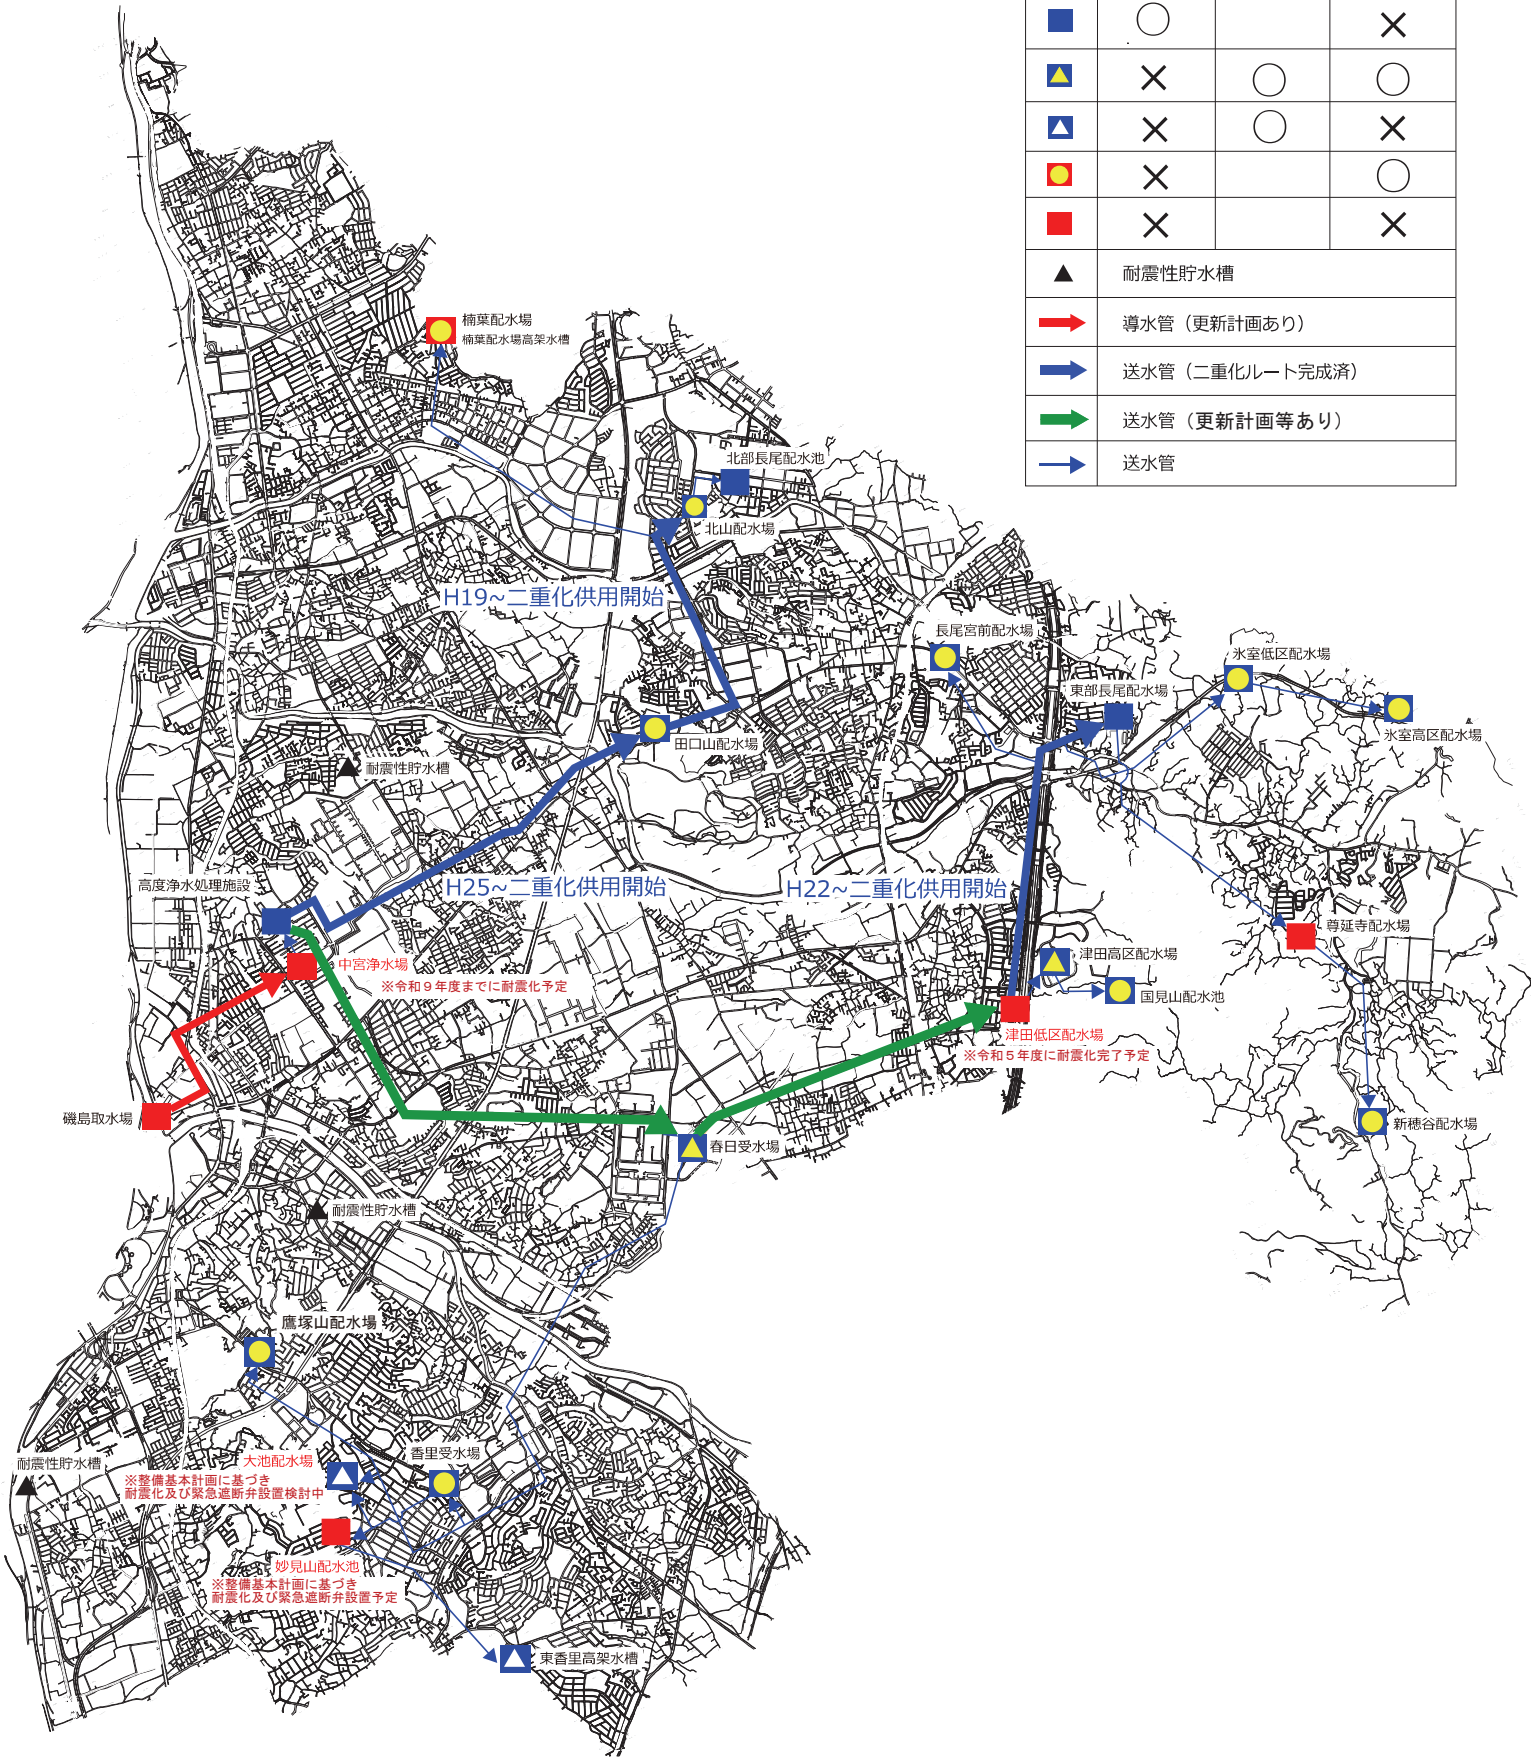 ○ ×
× ○ ○
× ○ ×
× ○
× ×
耐震性貯水槽
導水管（更新計画あり）
送水管（二重化ルート完成済）
送水管（更新計画等あり）
送水管
楠葉配水場
楠葉配水場高架水槽
北部長尾配水池
北山配水場
H19~二重化供用開始
長尾宮前配水場
氷室低区配水場
東部長尾配水場
氷室高区配水場
田口山配水場
耐震性貯水槽
高度浄水処理施設
H25~二重化供用開始
H22~二重化供用開始
尊延寺配水場
中宮浄水場
※令和９年度までに耐震化予定
津田高区配水場
国見山配水池
津田低区配水場
※令和５年度に耐震化完了予定
磯島取水場
春日受水場
新穂谷配水場
耐震性貯水槽
鷹塚山配水場
香里受水場
大池配水場
※整備基本計画に基づき
耐震化及び緊急遮断弁設置検討中
耐震性貯水槽
妙見山配水池
※整備基本計画に基づき
耐震化及び緊急遮断弁設置予定
東香里高架水槽